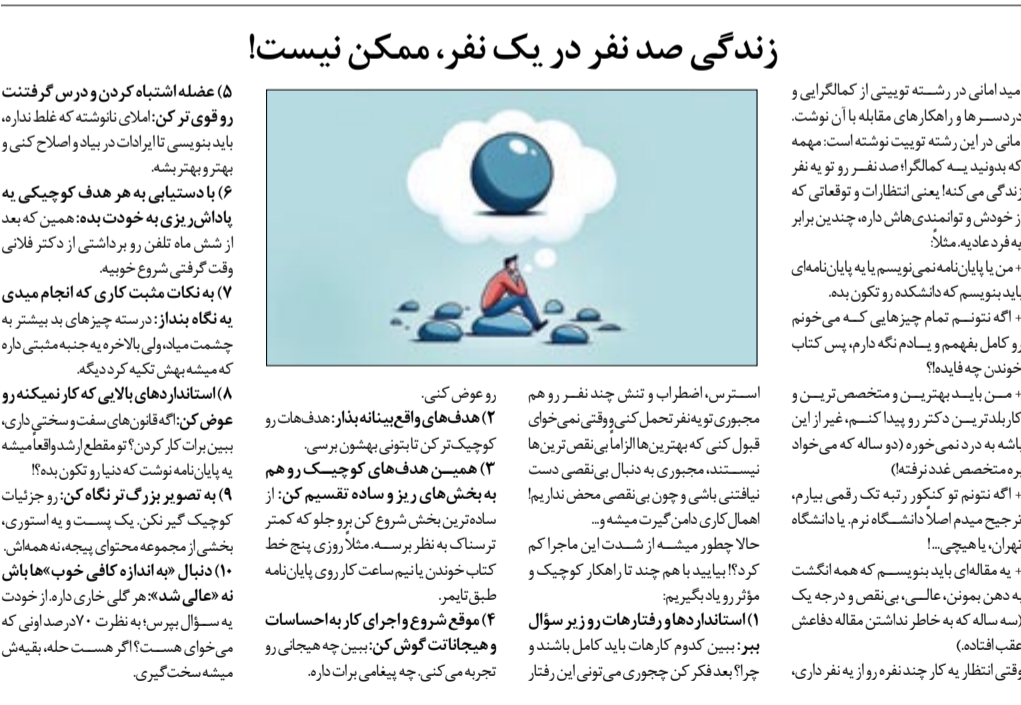 زندگی صد نفر در یک نفر، ممکن نیست!
مید امانی در رشته توییتی از کمالگرایی و
دردسرها و راهکارهای مقابله با آن نوشت.
مانی در این رشته توییت نوشته است: مهمه
که بدونید یه کمالگرا؛ صد نفر رو تو یه نفر
زندگی می‌کنه! یعنی انتظارات و توقعاتی که
ز خودش و توانمندی‌هاش داره، چندین برابر
یه فرد عادیه. مثلاً:
+ من یا پایان‌نامه نمی‌نویسم یا یه پایان‌نامه‌ای
باید بنویسم که دانشکده رو تکون بده.
+ اگه نتونم تمام چیزهایی که می‌خونم
رو کامل بفهمم و یادم نگه دارم، پس کتاب
خوندن چه فایده!؟
+ من باید بهترین و متخصص‌ترین و
کاربلدترین دکتر رو پیدا کنم، غیر از این
باشه به درد نمی‌خوره (دو ساله که می‌خواد
بره متخصص غدد نرفته!)
+ اگه نتونم تو کنکور رتبه تک رقمی بیارم،
ترجیح میدم اصلاً دانشگاه نرم. یا دانشگاه
تهران، یا هیچی...!
+ یه مقاله‌ای باید بنویسم که همه انگشت
به دهن بمونن، عالی، بی‌نقص و درجه یک
(سه ساله که به خاطر نداشتن مقاله دفاعش
عقب افتاده.)
وقتی انتظار یه کار چند نفره رو از یه نفر داری،
استرس، اضطراب و تنش چند نفر رو هم
مجبوری تو یه نفر تحمل کنی و وقتی نمی‌خوای
قبول کنی که بهترین‌ها الزاماً بی‌نقص‌ترین‌ها
نیستند، مجبوری به دنبال بی‌نقصی دست
نیافتنی باشی و چون بی‌نقصی محض نداریم!
اهمال‌کاری دامن‌گیرت میشه و...
حالا چطور میشه از شدت این ماجرا کم
کرد؟! بیایید با هم چند تا راهکار کوچیک و
مؤثر رو یاد بگیریم:
۱) استانداردها و رفتارهات رو زیر سؤال
ببر: ببین کدوم کارهات باید کامل باشند و
چرا؟ بعد فکر کن چجوری می‌تونی این رفتار
رو عوض کنی.
۲) هدف‌های واقع‌بینانه بذار: هدف‌هات رو
کوچیک‌تر کن تا بتونی بهشون برسی.
۳) همین هدف‌های کوچیک رو هم
به بخش‌های ریز و ساده تقسیم کن: از
ساده‌ترین بخش شروع کن برو جلو که کمتر
ترسناک به نظر برسه. مثلاً روزی پنج خط
کتاب خوندن یا نیم ساعت کار روی پایان‌نامه
طبق تایمر.
۴) موقع شروع و اجرای کار به احساسات
و هیجاناتت گوش کن: ببین چه هیجانی رو
تجربه می‌کنی. چه پیغامی برات داره.
۵) عضله اشتباه کردن و درس گرفتنت
رو قوی‌تر کن: املای نانوشته که غلط نداره،
باید بنویسی تا ایرادات در بیاد و اصلاح کنی و
بهتر و بهتر بشه.
۶) با دستیابی به هر هدف کوچیکی یه
پاداش ریزی به خودت بده: همین که بعد
از شش ماه تلفن رو برداشتی از دکتر فلانی
وقت گرفتی شروع خوبیه.
۷) به نکات مثبت کاری که انجام میدی
یه نگاه بنداز: درسته چیزهای بد بیشتر به
چشمت میاد، ولی بالاخره یه جنبه مثبتی داره
که میشه بهش تکیه کرد دیگه.
۸) استانداردهای بالایی که کار نمیکنه رو
عوض کن: اگه قانون‌های سفت و سختی داری،
ببین برات کار کردن؟ تو مقطع ارشد واقعاً میشه
یه پایان‌نامه نوشت که دنیا رو تکون بده؟!
۹) به تصویر بزرگ‌تر نگاه کن: رو جزئیات
کوچیک گیر نکن. یک پست و یه استوری،
بخشی از مجموعه محتوای پیجه، نه همه‌اش.
۱۰) دنبال «به اندازه کافی خوب»ها باش
نه «عالی شد»: هر گلی خاری داره. از خودت
یه سؤال بپرس؛ به نظرت ۷۰ درصد اونی که
می‌خوای هست؟ اگر هست حله، بقیه‌ش
میشه سخت‌گیری.